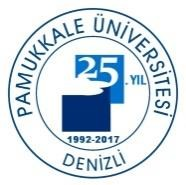 PAMUKKALE ÜNİVERSİTESİ
25
.YIL
1992-2017
DENİZLİ